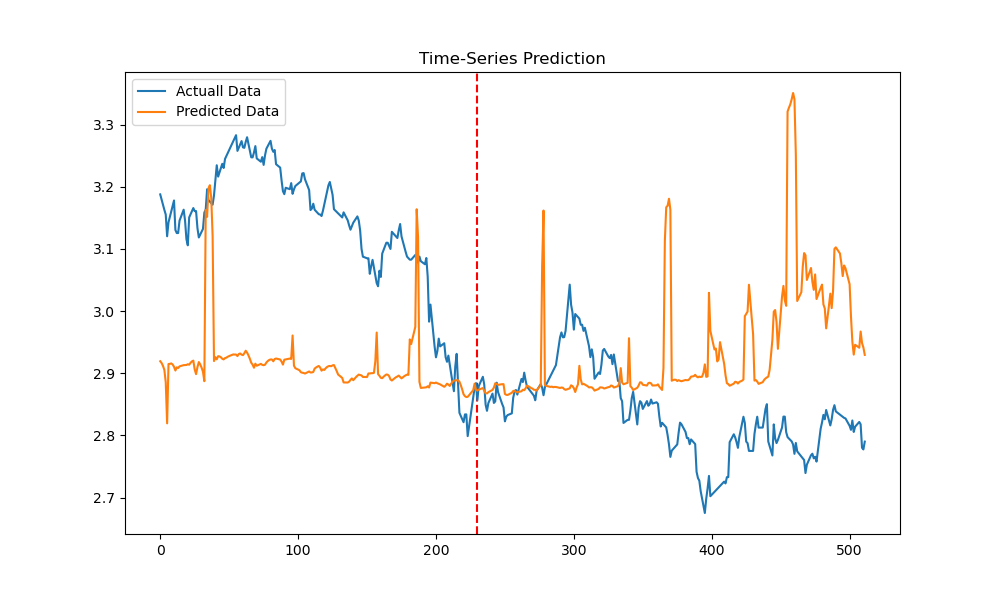 Time-Series Prediction
Actuall Data
Predicted Data
3.3
3.2
3.1
3.0
2.9
2.8
2.7
0 100 200 300 400 500